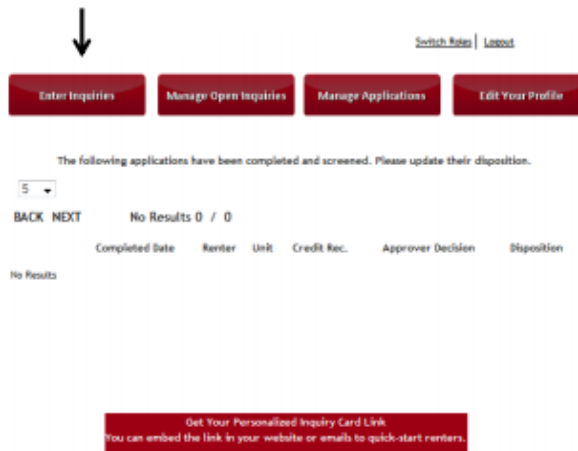 Switch Roles | Logout
Enter Inquiries Manage Open Inquiries Manage Applications Edit Your Profile
The following applications have been completed and screened. Please update their disposition.
5
BACK NEXT No Results 0 / 0
Completed Date Renter Unit Credit Rec. Approver Decision Disposition
No Results
Get Your Personalized Inquiry Card Link
You can embed the link in your website or emails to quick-start renters.